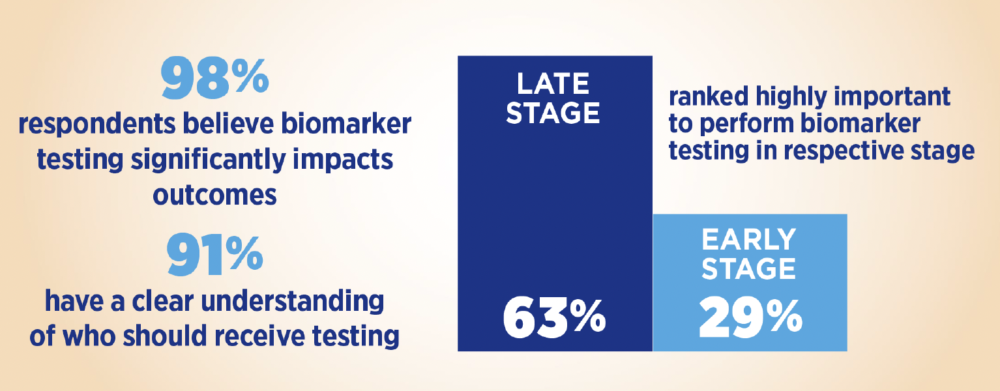 98%
respondents believe biomarker
testing significantly impacts
outcomes
91%
have a clear understanding
of who should receive testing
LATE
STAGE
63%
ranked highly important
to perform biomarker
testing in respective stage
EARLY
STAGE
29%